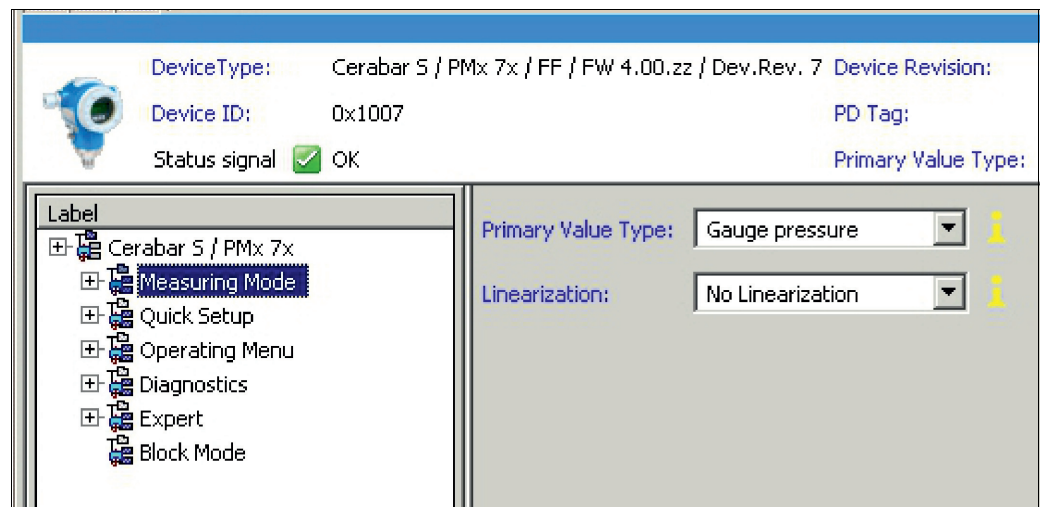 DeviceType: Cerabar S / PMx 7x / FF / FW 4.00.zz / Dev.Rev. 7 Device Revision:
Device ID: 0x1007 PD Tag:
Status signal OK Primary Value Type:
Label
Cerabar S / PMx 7x
Measuring Mode
Quick Setup
Operating Menu
Diagnostics
Expert
Block Mode
Primary Value Type: Gauge pressure
Linearization: No Linearization